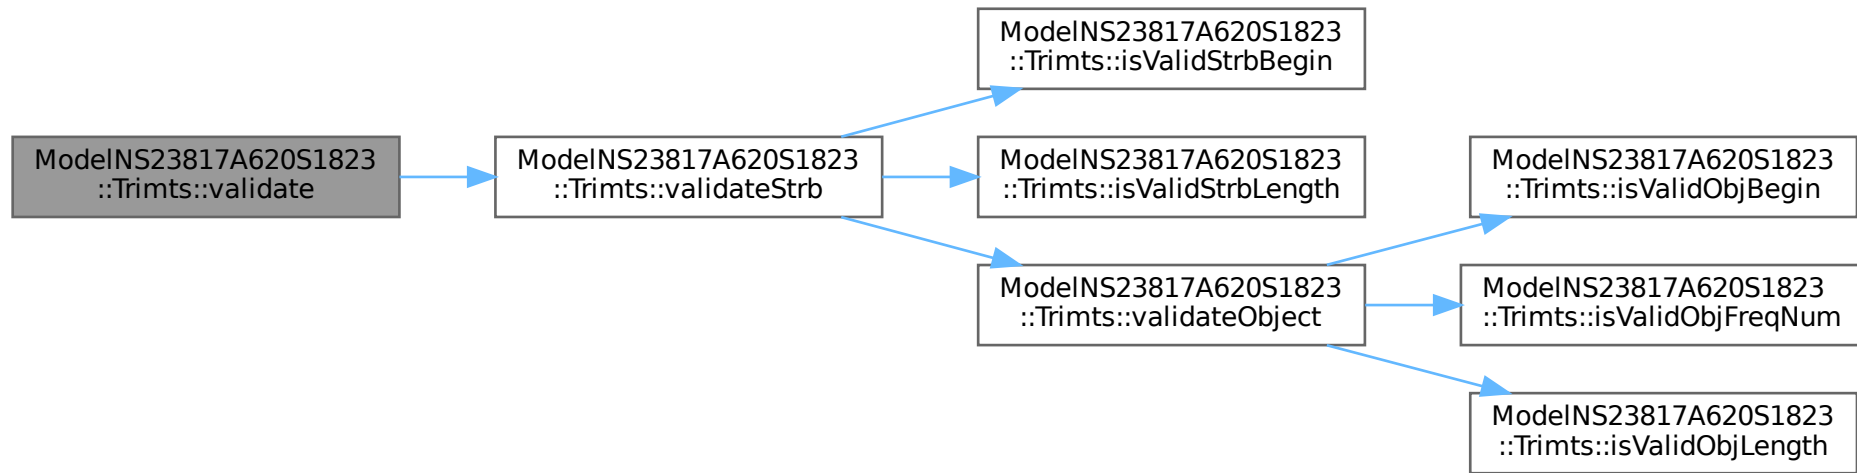 ModelNS23817A620S1823
::Trimts::validate
ModelNS23817A620S1823
::Trimts::validateStrb
ModelNS23817A620S1823
::Trimts::isValidStrbBegin
ModelNS23817A620S1823
::Trimts::isValidStrbLength
ModelNS23817A620S1823
::Trimts::validateObject
ModelNS23817A620S1823
::Trimts::isValidObjBegin
ModelNS23817A620S1823
::Trimts::isValidObjFreqNum
ModelNS23817A620S1823
::Trimts::isValidObjLength